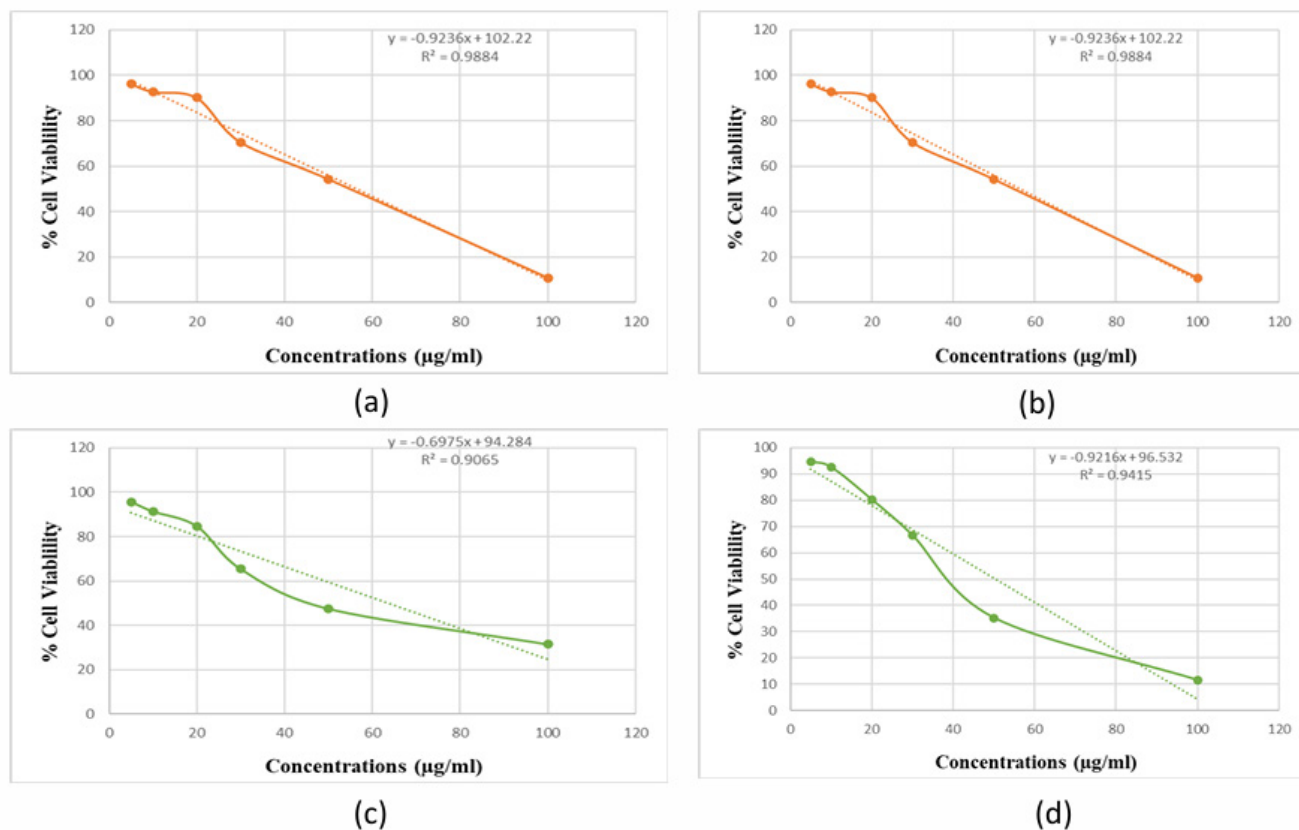 120
100
80
60
40
20
0
% Cell Viablility
y = -0.9236x + 102.22
R² = 0.9884
0 20 40 60 80 100 120
Concentrations (µg/ml)
(a)
120
100
80
60
40
20
0
% Cell Viablility
y = -0.9236x + 102.22
R² = 0.9884
0 20 40 60 80 100 120
Concentrations (µg/ml)
(b)
120
100
80
60
40
20
0
% Cell Viablility
y = -0.6975x + 94.284
R² = 0.9065
0 20 40 60 80 100 120
Concentrations (µg/ml)
(c)
100
90
80
70
60
50
40
30
20
10
0
% Cell Viablility
y = -0.9216x + 96.532
R² = 0.9415
0 20 40 60 80 100 120
Concentrations (µg/ml)
(d)